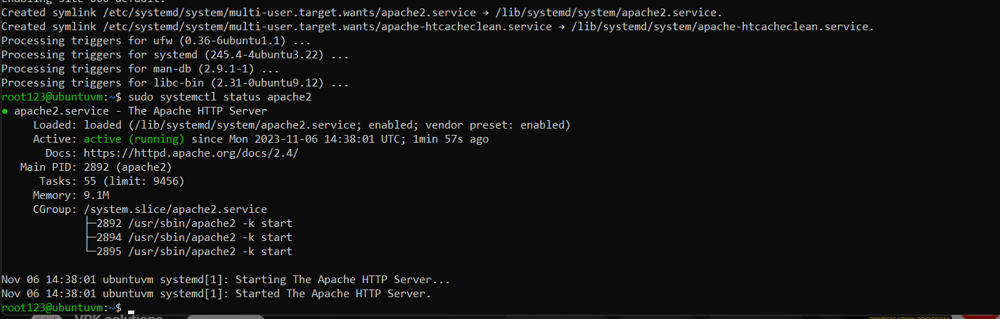 Enabling site 000-default.
Created symlink /etc/systemd/system/multi-user.target.wants/apache2.service → /lib/systemd/system/apache2.service.
Created symlink /etc/systemd/system/multi-user.target.wants/apache-htcacheclean.service → /lib/systemd/system/apache-htcacheclean.service.
Processing triggers for ufw (0.36-6ubuntu1.1) ...
Processing triggers for systemd (245.4-4ubuntu3.22) ...
Processing triggers for man-db (2.9.1-1) ...
Processing triggers for libc-bin (2.31-0ubuntu9.12) ...
root123@ubuntuvm:~$ sudo systemctl status apache2
● apache2.service - The Apache HTTP Server
     Loaded: loaded (/lib/systemd/system/apache2.service; enabled; vendor preset: enabled)
     Active: active (running) since Mon 2023-11-06 14:38:01 UTC; 1min 57s ago
       Docs: https://httpd.apache.org/docs/2.4/
   Main PID: 2892 (apache2)
      Tasks: 55 (limit: 9456)
     Memory: 9.1M
     CGroup: /system.slice/apache2.service
             ├─2892 /usr/sbin/apache2 -k start
             ├─2894 /usr/sbin/apache2 -k start
             └─2895 /usr/sbin/apache2 -k start
Nov 06 14:38:01 ubuntuvm systemd[1]: Starting The Apache HTTP Server...
Nov 06 14:38:01 ubuntuvm systemd[1]: Started The Apache HTTP Server.
root123@ubuntuvm:~$
CERTIFICATION PROGRAM